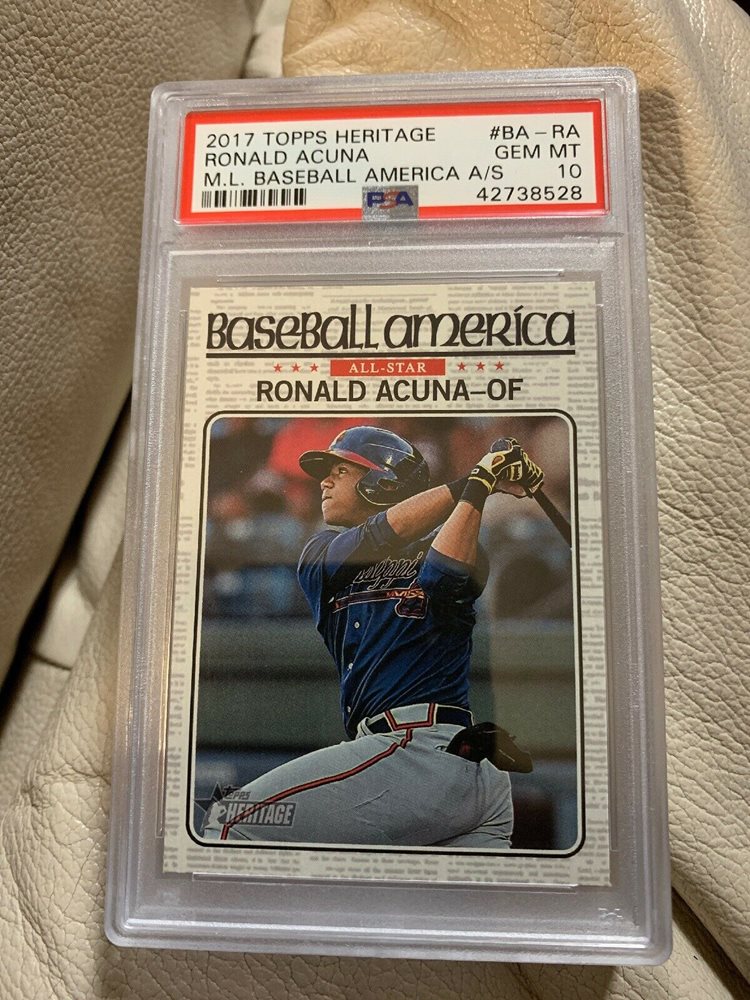 2017 TOPPS HERITAGE #BA-RA
RONALD ACUNA GEM MT
M.L. BASEBALL AMERICA A/S 10
PSA 42738528
Baseball america
ALL-STAR
RONALD ACUNA-OF
TOPPS
HERITAGE